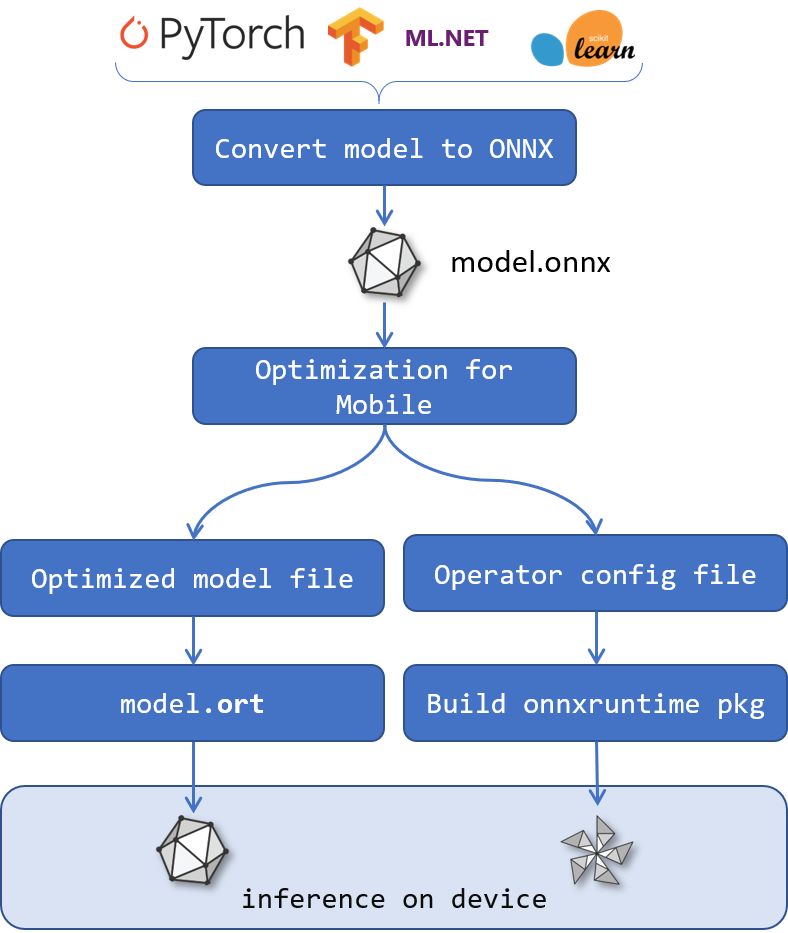 PyTorch
ML.NET
scikit
learn
Convert model to ONNX
model.onnx
Optimization for
Mobile
Optimized model file
Operator config file
model.ort
Build onnxruntime pkg
inference on device